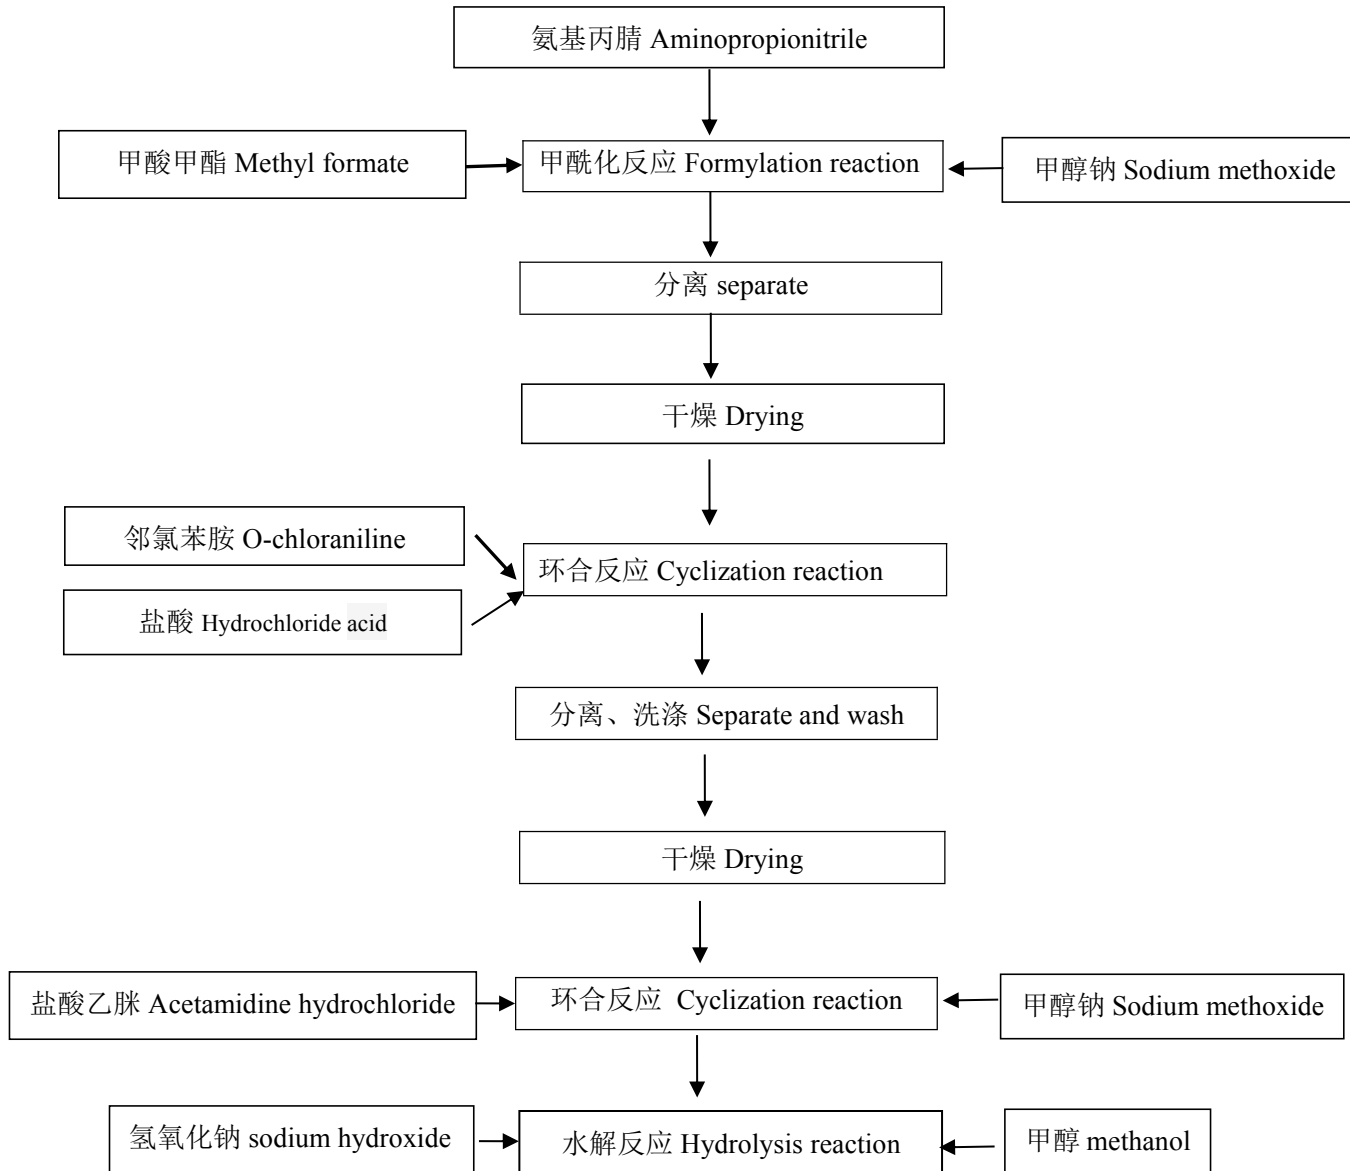 氨基丙腈 Aminopropionitrile
甲酸甲酯 Methyl formate
甲酰化反应 Formylation reaction
甲醇钠 Sodium methoxide
分离 separate
干燥 Drying
邻氯苯胺 O-chloraniline
环合反应 Cyclization reaction
盐酸 Hydrochloride acid
分离、洗涤 Separate and wash
干燥 Drying
盐酸乙脒 Acetamidine hydrochloride
环合反应 Cyclization reaction
甲醇钠 Sodium methoxide
氢氧化钠 sodium hydroxide
水解反应 Hydrolysis reaction
甲醇 methanol